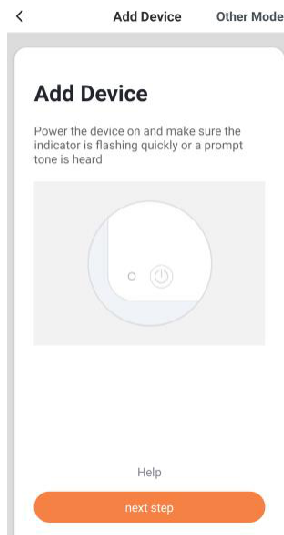 Add Device
Other Mode
Add Device
Power the device on and make sure the
indicator is flashing quickly or a prompt
tone is heard
C
Help
next step